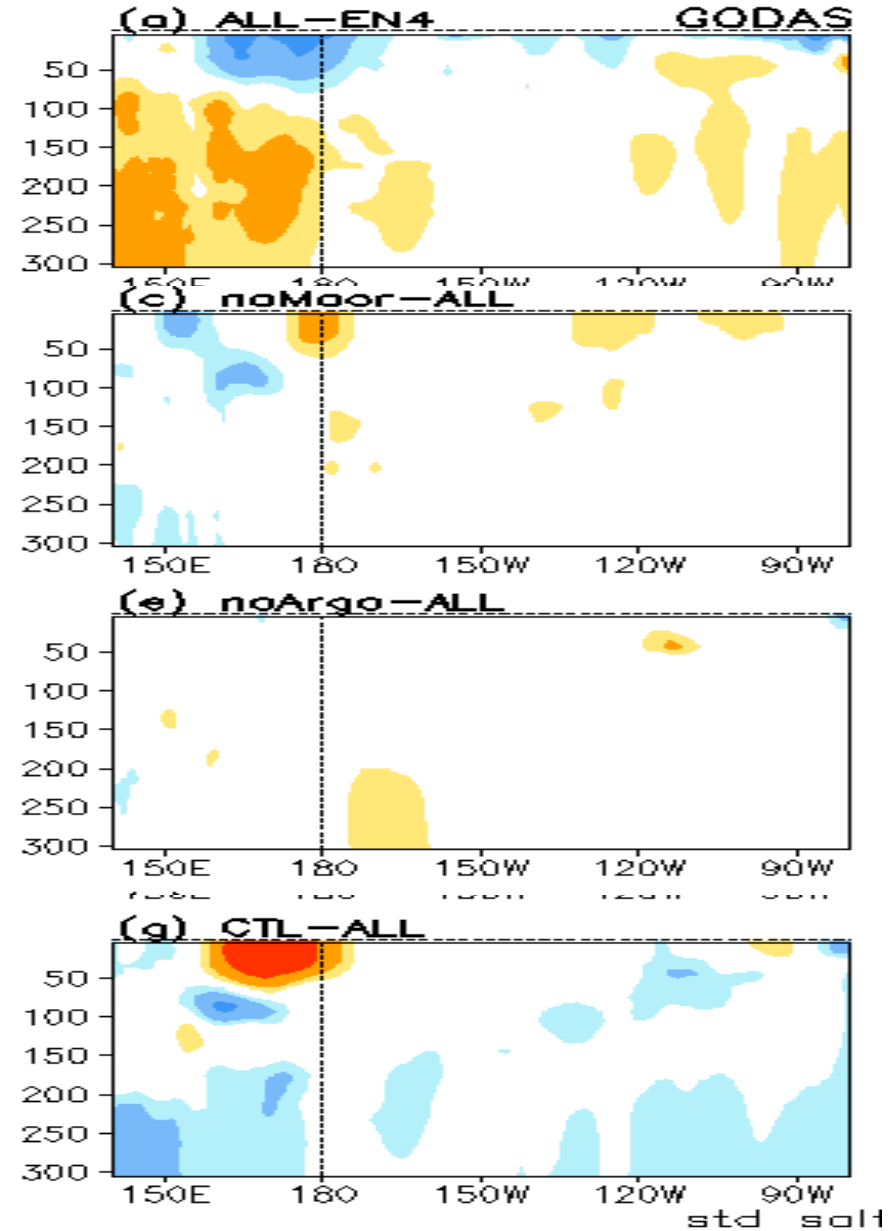 (a) ALL-EN4 GODAS
50
100
150
200
250
300
150E 180 150W 120W 90W
(c) noMoor-ALL
50
100
150
200
250
300
150E 180 150W 120W 90W
(e) noArgo-ALL
50
100
150
200
250
300
150E 180 150W 120W 90W
(g) CTL-ALL
50
100
150
200
250
300
150E 180 150W 120W 90W
std salt